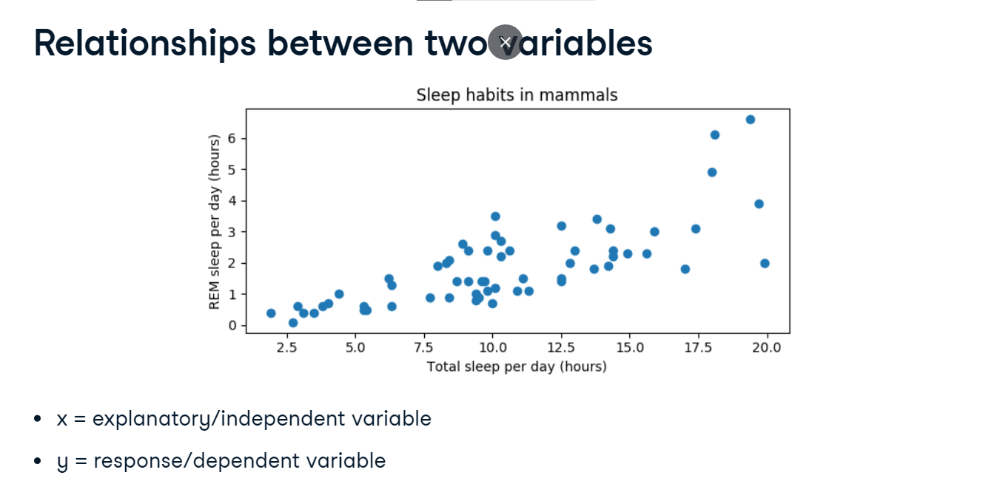 Relationships between two variables
Sleep habits in mammals
REM sleep per day (hours)
6
5
4
3
2
1
0
2.5 5.0 7.5 10.0 12.5 15.0 17.5 20.0
Total sleep per day (hours)
• x = explanatory/independent variable
• y = response/dependent variable